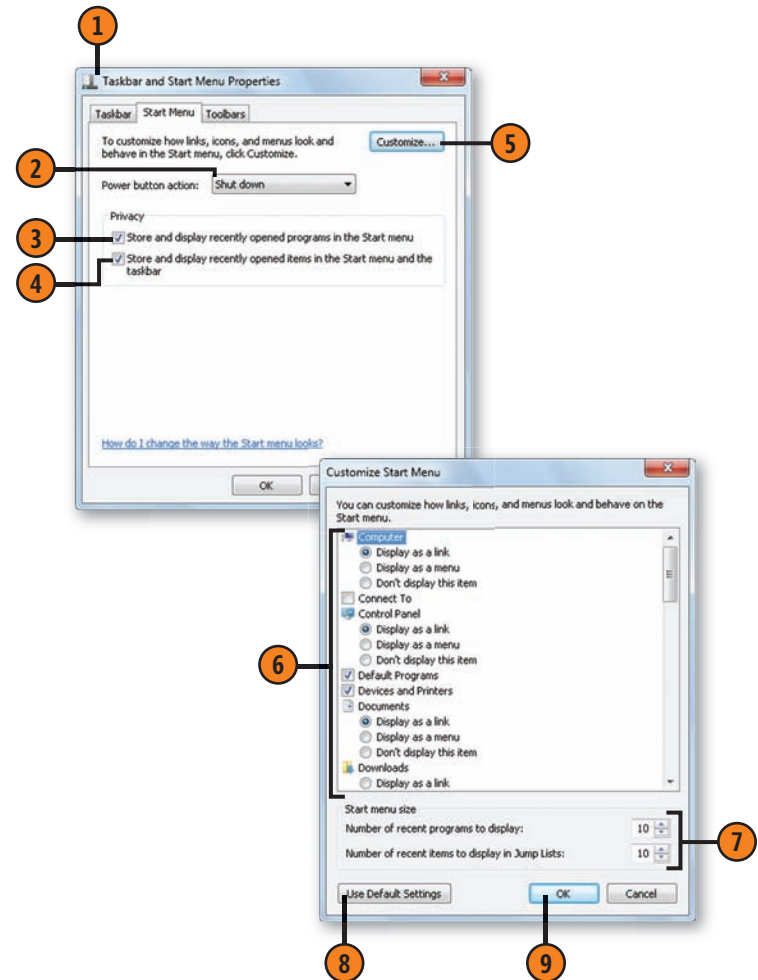 1
Taskbar and Start Menu Properties
Taskbar
Start Menu
Toolbars
To customize how links, icons, and menus look and
behave in the Start menu, click Customize.
Customize...
5
2
Power button action:
Shut down
Privacy
3
Store and display recently opened programs in the Start menu
4
Store and display recently opened items in the Start menu and the
taskbar
How do I change the way the Start menu looks?
OK
Customize Start Menu
You can customize how links, icons, and menus look and behave on the
Start menu.
Computer
Display as a link
Display as a menu
Don't display this item
Connect To
Control Panel
Display as a link
Display as a menu
Don't display this item
6
Default Programs
Devices and Printers
Documents
Display as a link
Display as a menu
Don't display this item
Downloads
Display as a link
Start menu size
Number of recent programs to display:
10
Number of recent items to display in Jump Lists:
10
7
Use Default Settings
OK
Cancel
8
9